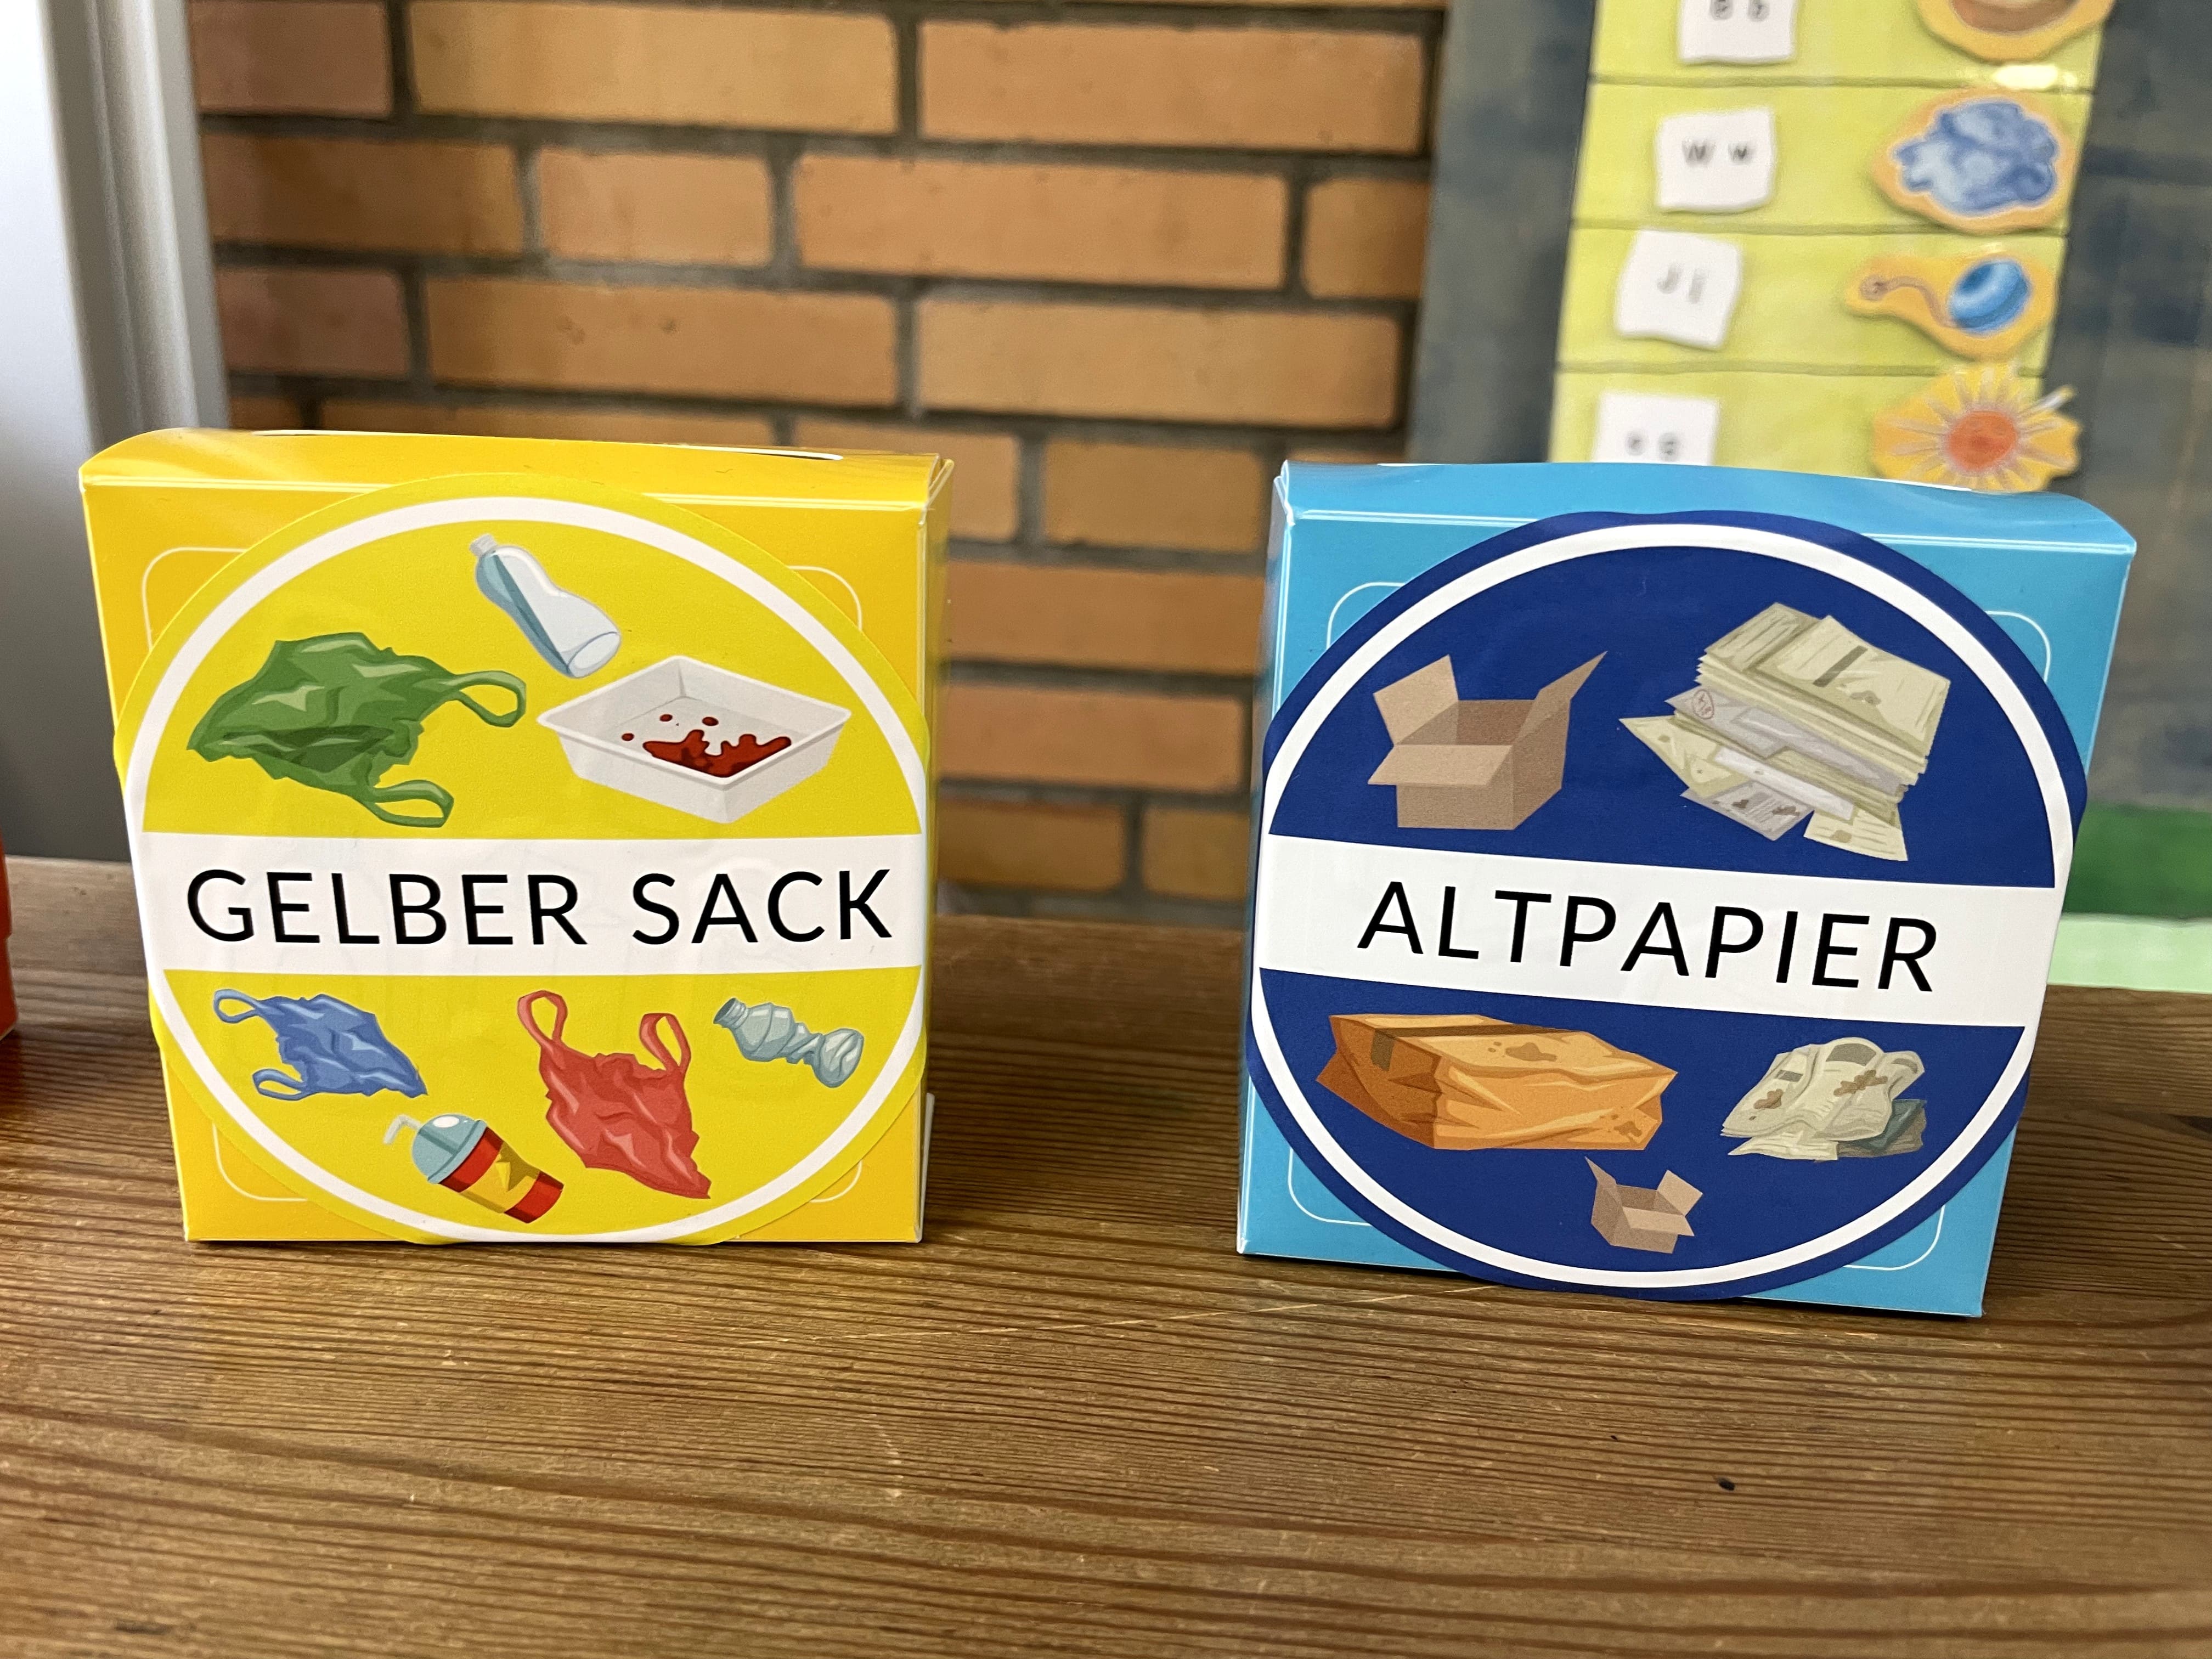 W w
J j
GELBER SACK
ALTPAPIER